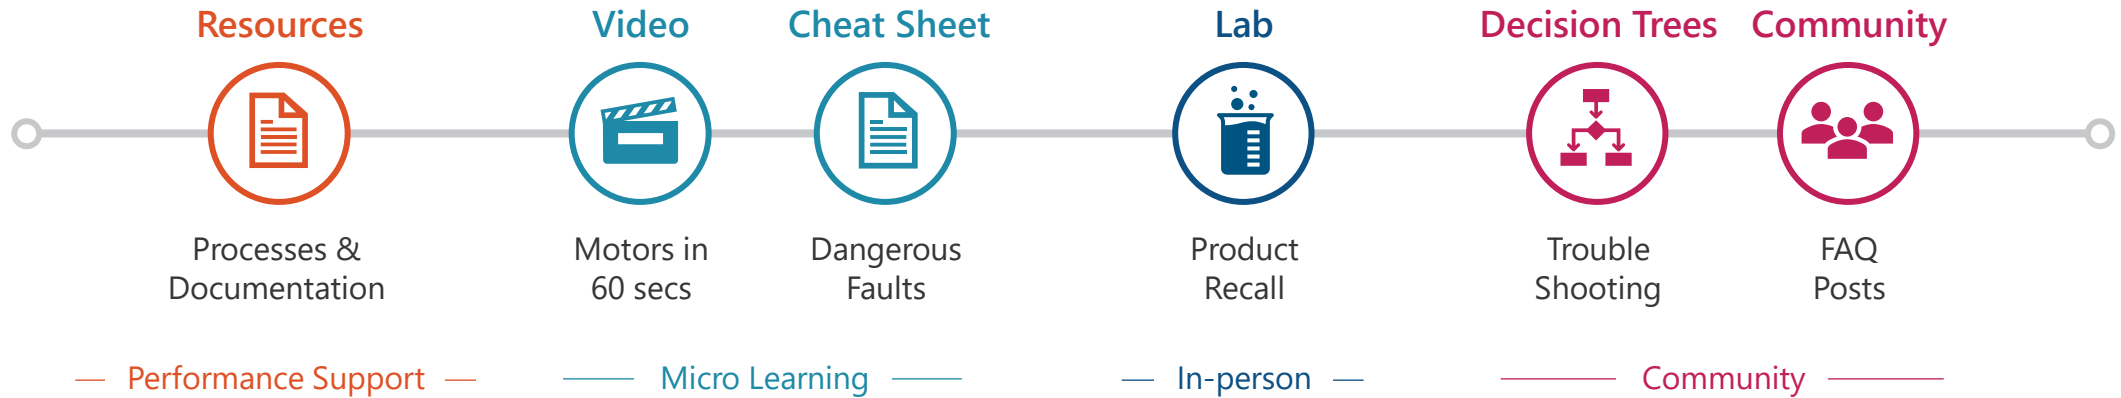 Resources
Video
Cheat Sheet
Lab
Decision Trees
Community
Processes &
Documentation
Motors in
60 secs
Dangerous
Faults
Product
Recall
Trouble
Shooting
FAQ
Posts
Performance Support
Micro Learning
In-person
Community